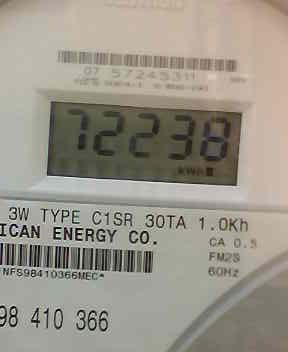 07 57245311
72238
kWh
3W TYPE C1SR 30TA 1.0Kh
ICAN ENERGY CO.
CA 0.5
FM2S
60Hz
NFS98410366MEC*
98 410 366